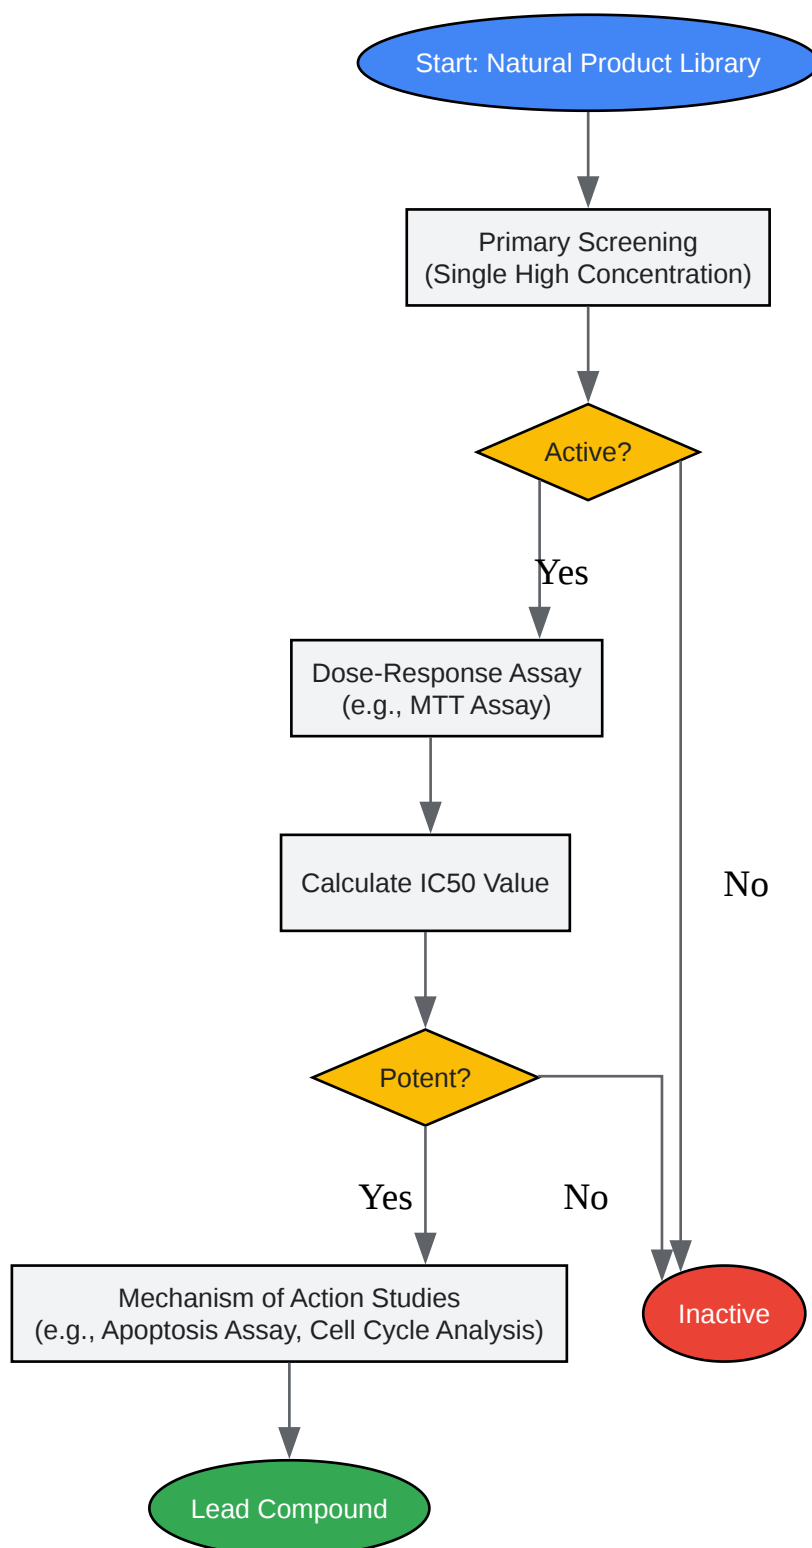 Start: Natural Product Library
Primary Screening
(Single High Concentration)
Active?
Yes
Dose-Response Assay
(e.g., MTT Assay)
Calculate IC50 Value
No
Potent?
Yes
No
Mechanism of Action Studies
(e.g., Apoptosis Assay, Cell Cycle Analysis)
Inactive
Lead Compound